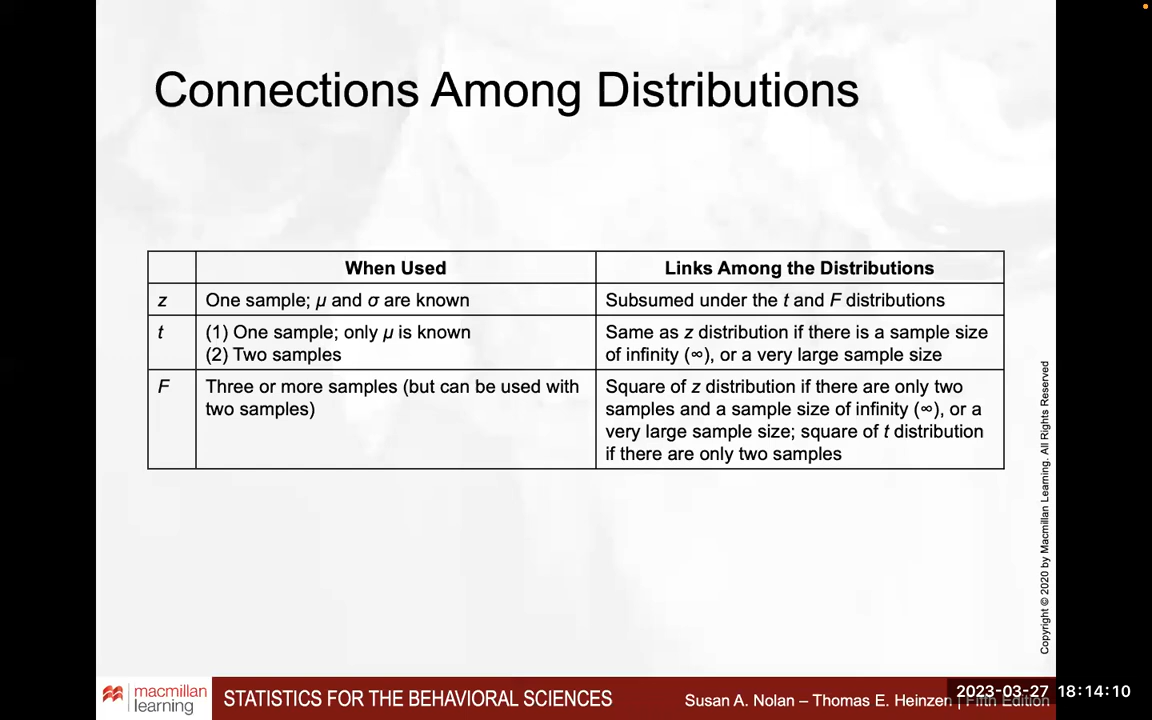 Connections Among Distributions
When Used Links Among the Distributions
z One sample; μ and σ are known Subsumed under the t and F distributions
t (1) One sample; only μ is known Same as z distribution if there is a sample size
(2) Two samples of infinity (∞), or a very large sample size
F Three or more samples (but can be used with Square of z distribution if there are only two
two samples) samples and a sample size of infinity (∞), or a
very large sample size; square of t distribution
if there are only two samples
Copyright © 2020 by Macmillan Learning. All Rights Reserved
macmillan
learning
STATISTICS FOR THE BEHAVIORAL SCIENCES Susan A. Nolan – Thomas E. Heinzen | Fifth Edition
2023-03-27 18:14:10